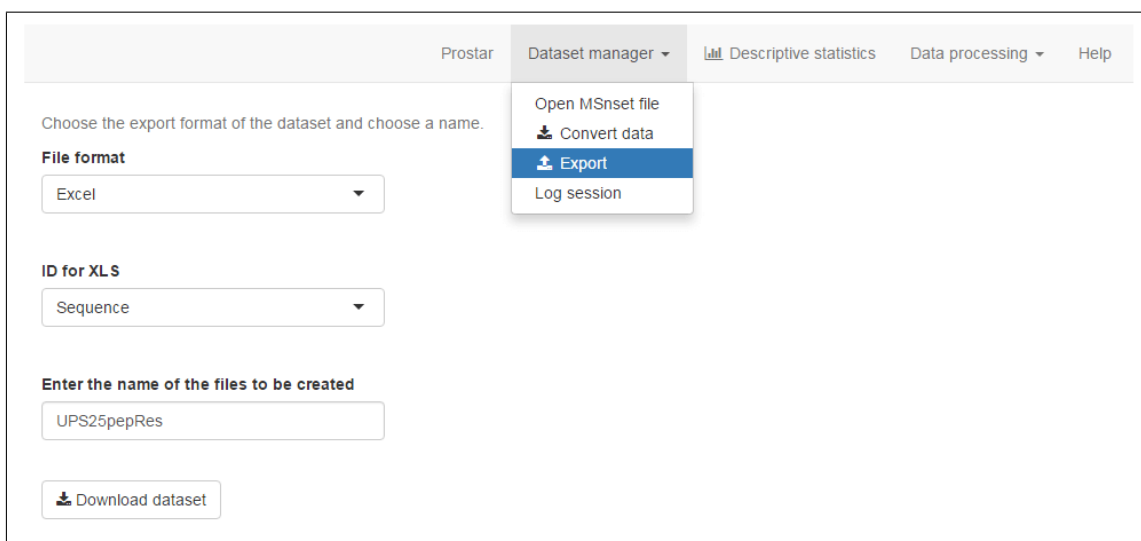 Prostar Dataset manager Descriptive statistics Data processing Help
Open MSnset file
Convert data
Export
Log session
Choose the export format of the dataset and choose a name.
File format
Excel
ID for XLS
Sequence
Enter the name of the files to be created
UPS25pepRes
Download dataset